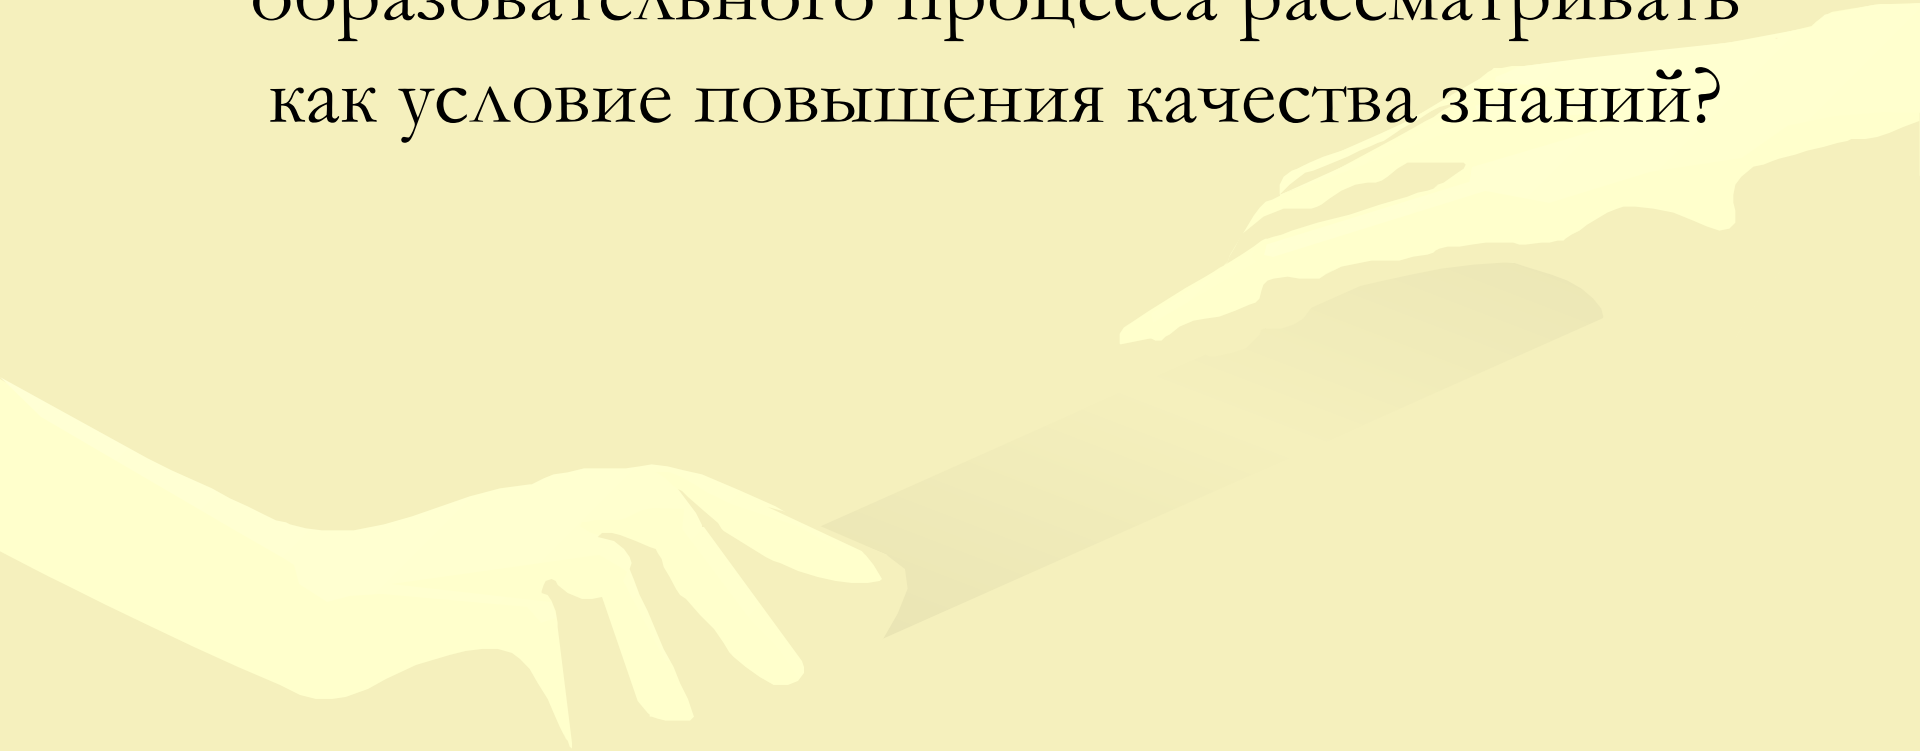 образовательного процесса рассматривать
как условие повышения качества знаний?